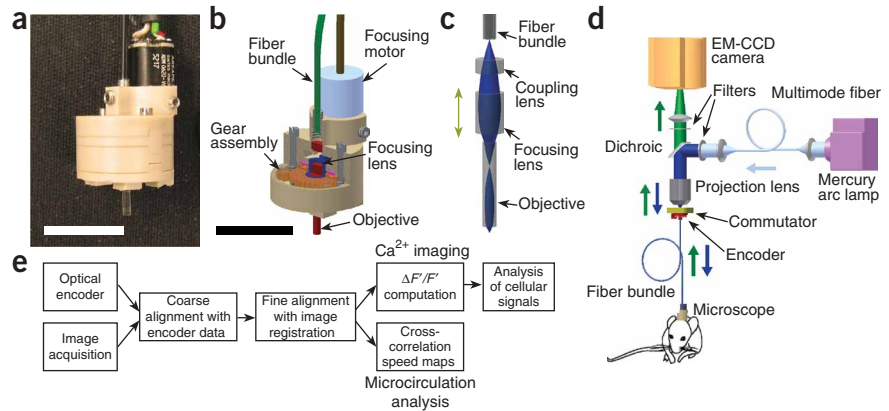 a
b
Fiber
bundle
Focusing
motor
Gear
assembly
Focusing
lens
Objective
c
Fiber
bundle
Coupling
lens
Focusing
lens
Objective
d
EM-CCD
camera
Filters
Multimode fiber
Dichroic
Projection lens
Mercury
arc lamp
Commutator
Encoder
Fiber bundle
Microscope
e
Optical
encoder
Image
acquisition
Coarse
alignment with
encoder data
Fine alignment
with image
registration
Ca2+ imaging
ΔF′/F′
computation
Analysis
of cellular
signals
Cross-
correlation
speed maps
Microcirculation
analysis